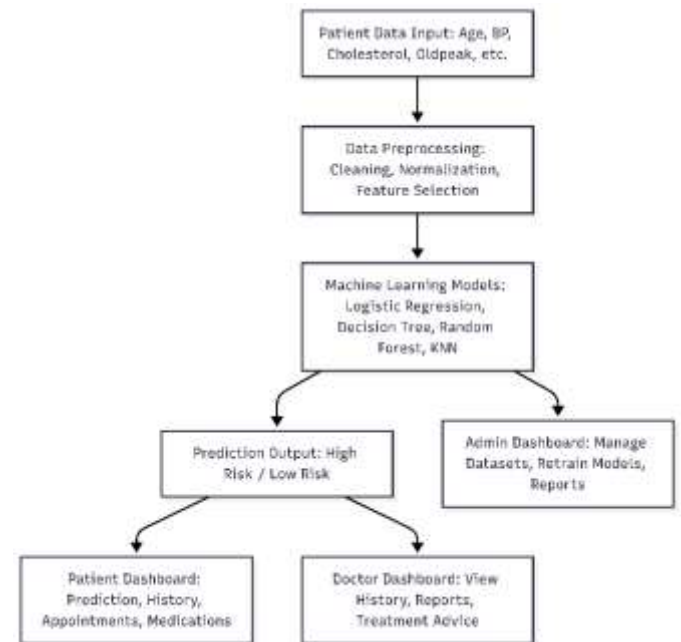 Patient Data Input: Age, BP,
Cholesterol, Oldpeak, etc.
Data Preprocessing:
Cleaning, Normalization,
Feature Selection
Machine Learning Models:
Logistic Regression,
Decision Tree, Random
Forest, KNN
Prediction Output: High
Risk / Low Risk
Admin Dashboard: Manage
Datasets, Retrain Models,
Reports
Patient Dashboard:
Prediction, History,
Appointments, Medications
Doctor Dashboard: View
History, Reports,
Treatment Advice